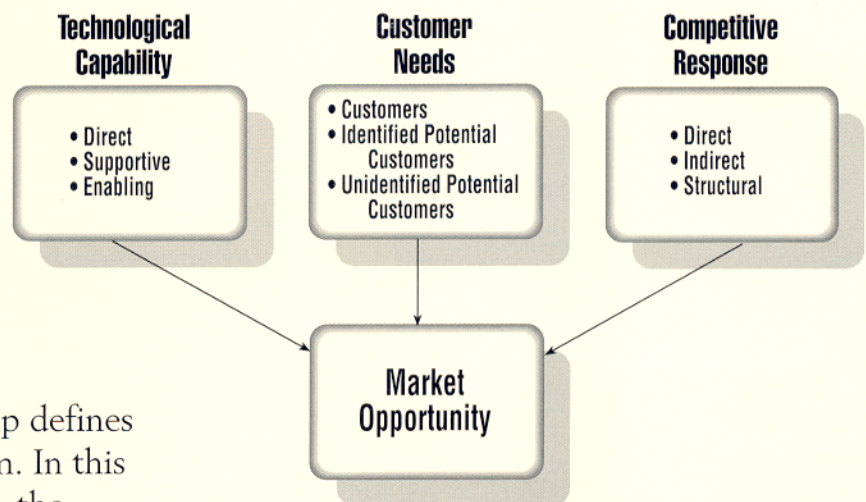 Technological
Capability
• Direct
• Supportive
• Enabling
Customer
Needs
• Customers
• Identified Potential
Customers
• Unidentified Potential
Customers
Competitive
Response
• Direct
• Indirect
• Structural
Market
Opportunity
defines
In this
the